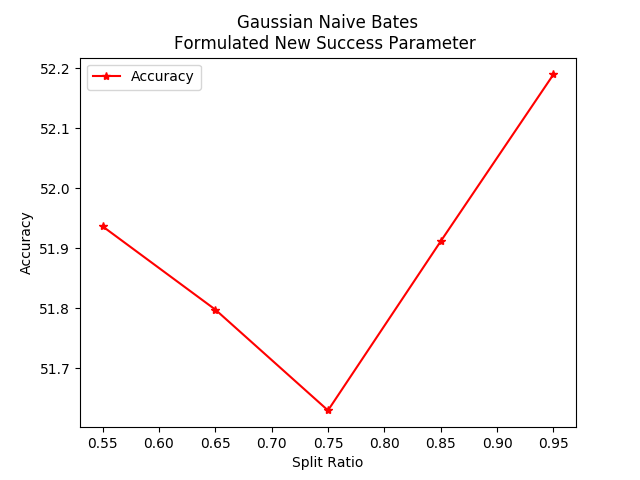 Gaussian Naive Bates
Formulated New Success Parameter
Accuracy
52.2
52.1
52.0
51.9
51.8
51.7
Accuracy
0.55 0.60 0.65 0.70 0.75 0.80 0.85 0.90 0.95
Split Ratio